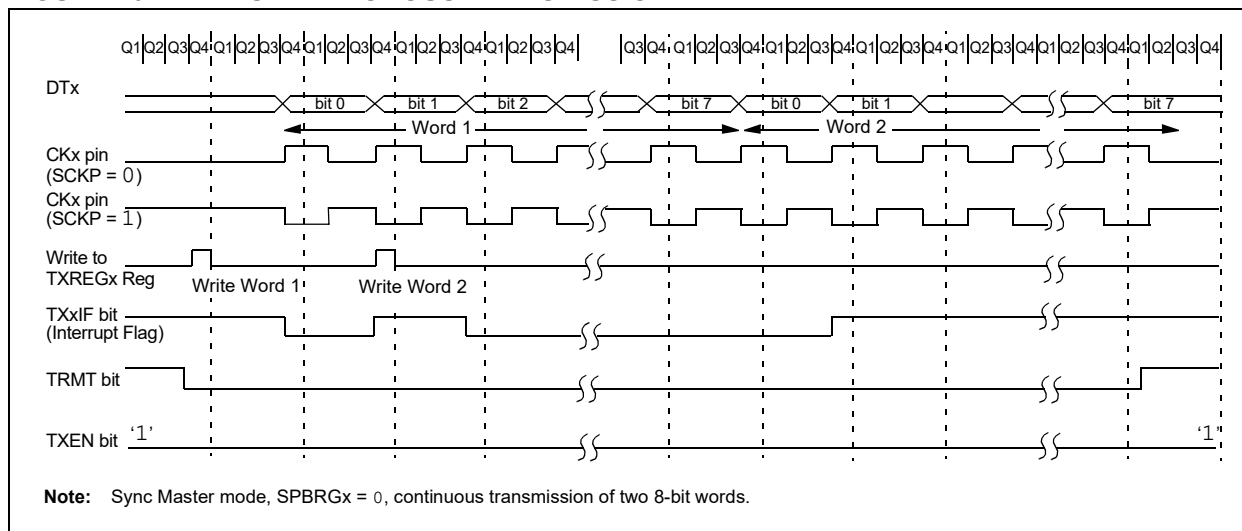 Q1 Q2 Q3 Q4 Q1 Q2 Q3 Q4 Q1 Q2 Q3 Q4 Q1 Q2 Q3 Q4 Q1 Q2 Q3 Q4 Q3 Q4 Q1 Q2 Q3 Q4 Q1 Q2 Q3 Q4 Q1 Q2 Q3 Q4 Q1 Q2 Q3 Q4 Q1 Q2 Q3 Q4 Q1 Q2 Q3 Q4
DTx
bit 0 bit 1 bit 2 bit 7 bit 0 bit 1 bit 7
Word 1 Word 2
CKx pin
(SCKP = 0)
CKx pin
(SCKP = 1)
Write to
TXREGx Reg
Write Word 1 Write Word 2
TXxIF bit
(Interrupt Flag)
TRMT bit
TXEN bit ‘1’ ‘1’
Note: Sync Master mode, SPBRGx = 0, continuous transmission of two 8-bit words.